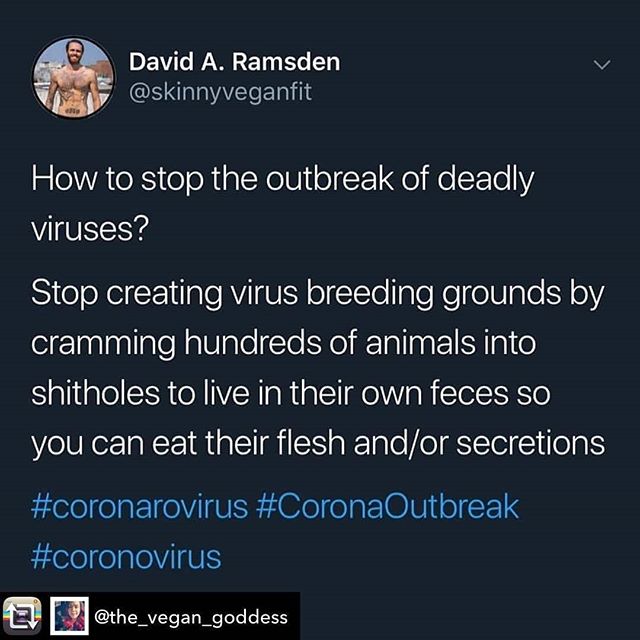 David A. Ramsden
@skinnyveganfit
How to stop the outbreak of deadly
viruses?
Stop creating virus breeding grounds by
cramming hundreds of animals into
shitholes to live in their own feces so
you can eat their flesh and/or secretions
#coronarovirus #CoronaOutbreak
#coronovirus
@the_vegan_goddess